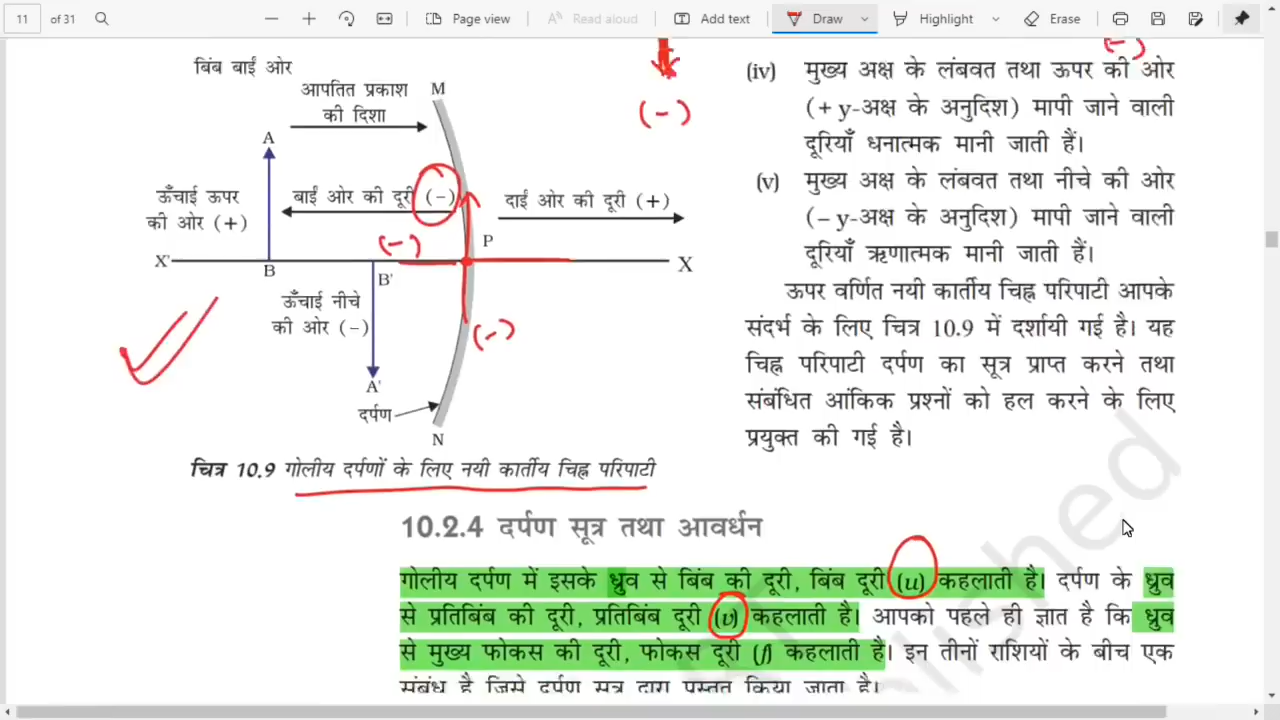 11 of 31 Page view Read aloud Add text Draw Highlight Erase
(-)
(-)
बिंब बाईं ओर
आपतित प्रकाश
की दिशा
M
A
ऊँचाई ऊपर
की ओर (+)
बाईं ओर की दूरी (-)
दाईं ओर की दूरी (+)
(-)
P
X'
B
B'
X
ऊँचाई नीचे
की ओर (-)
(-)
A'
दर्पण
N
चित्र 10.9 गोलीय दर्पणों के लिए नयी कार्तीय चिह्न परिपाटी
(iv) मुख्य अक्ष के लंबवत तथा ऊपर की ओर
(+ y-अक्ष के अनुदिश) मापी जाने वाली
दूरियाँ धनात्मक मानी जाती हैं।
(v) मुख्य अक्ष के लंबवत तथा नीचे की ओर
(– y-अक्ष के अनुदिश) मापी जाने वाली
दूरियाँ ऋणात्मक मानी जाती हैं।
ऊपर वर्णित नयी कार्तीय चिह्न परिपाटी आपके
संदर्भ के लिए चित्र 10.9 में दर्शायी गई है। यह
चिह्न परिपाटी दर्पण का सूत्र प्राप्त करने तथा
संबंधित आंकिक प्रश्नों को हल करने के लिए
प्रयुक्त की गई है।
10.2.4 दर्पण सूत्र तथा आवर्धन
गोलीय दर्पण में इसके ध्रुव से बिंब की दूरी, बिंब दूरी (u) कहलाती है। दर्पण के ध्रुव
से प्रतिबिंब की दूरी, प्रतिबिंब दूरी (v) कहलाती है। आपको पहले ही ज्ञात है कि ध्रुव
से मुख्य फोकस की दूरी, फोकस दूरी (f) कहलाती है। इन तीनों राशियों के बीच एक
संबंध है जिसे दर्पण सूत्र द्वारा प्रस्तुत किया जाता है।